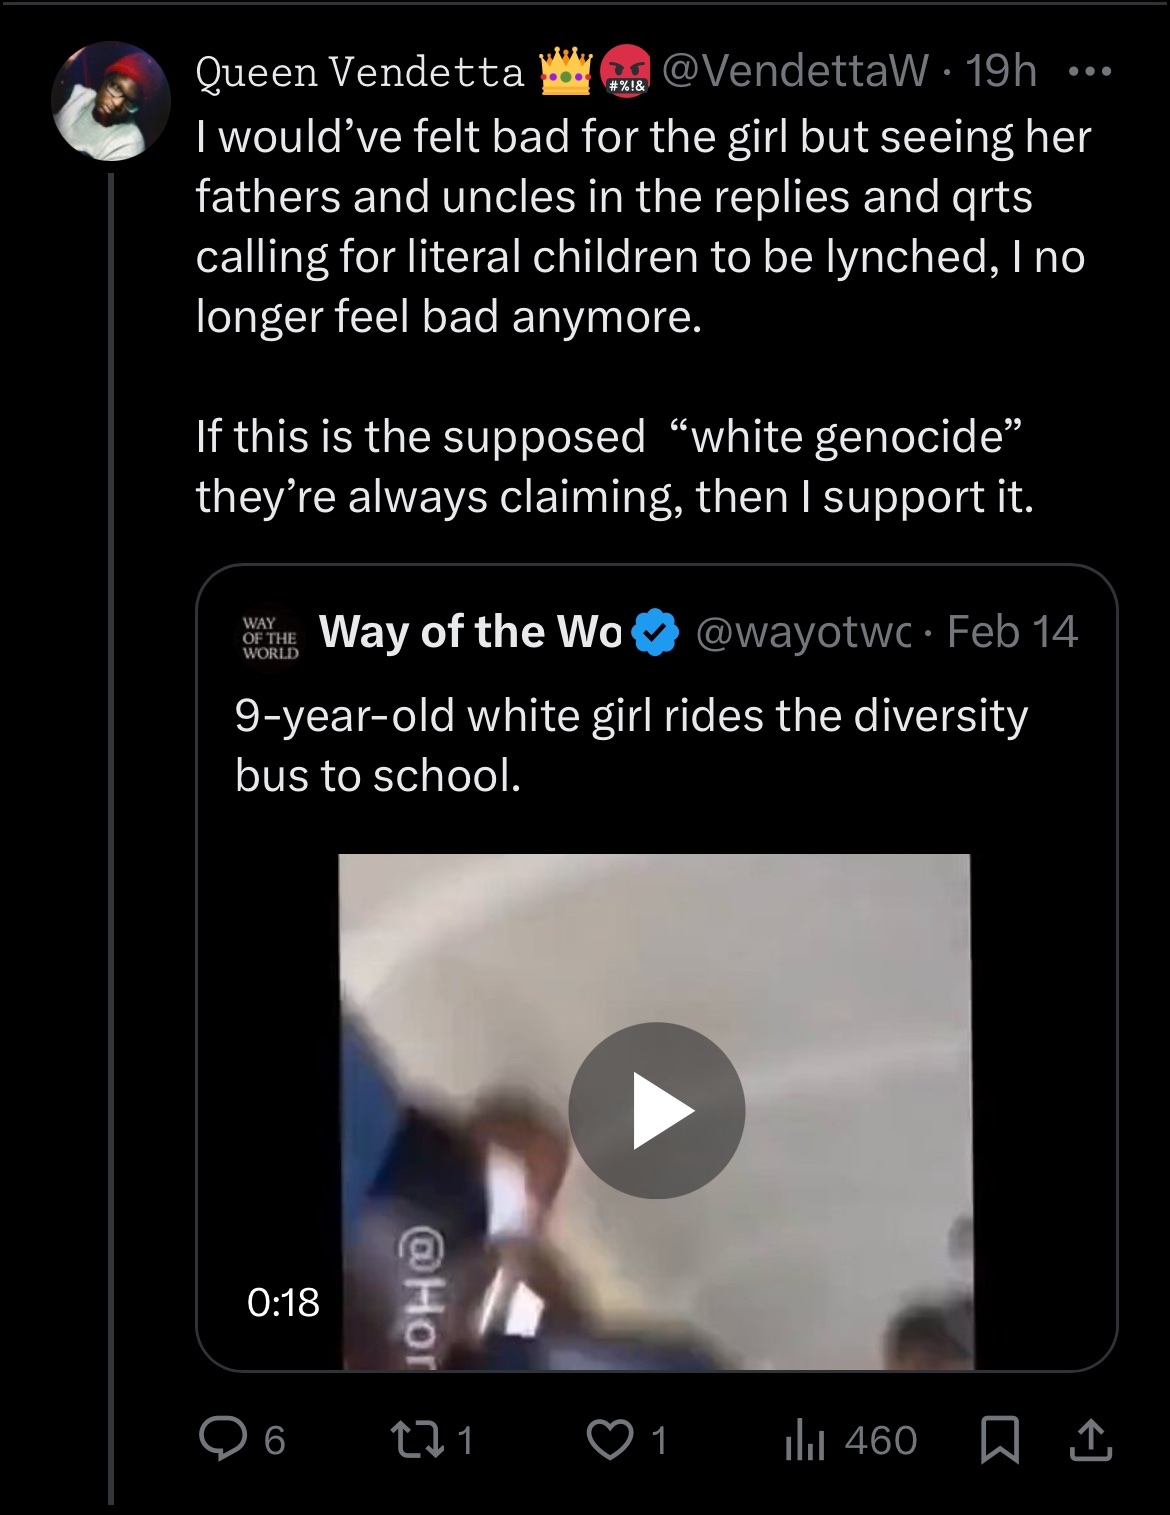 Queen Vendetta 👑🤬 @VendettaW · 19h
I would’ve felt bad for the girl but seeing her
fathers and uncles in the replies and qrts
calling for literal children to be lynched, I no
longer feel bad anymore.
If this is the supposed “white genocide”
they’re always claiming, then I support it.
WAY
OF THE
WORLD
Way of the Wo @wayotwc · Feb 14
9-year-old white girl rides the diversity
bus to school.
@Hor
0:18
6 1 1 460